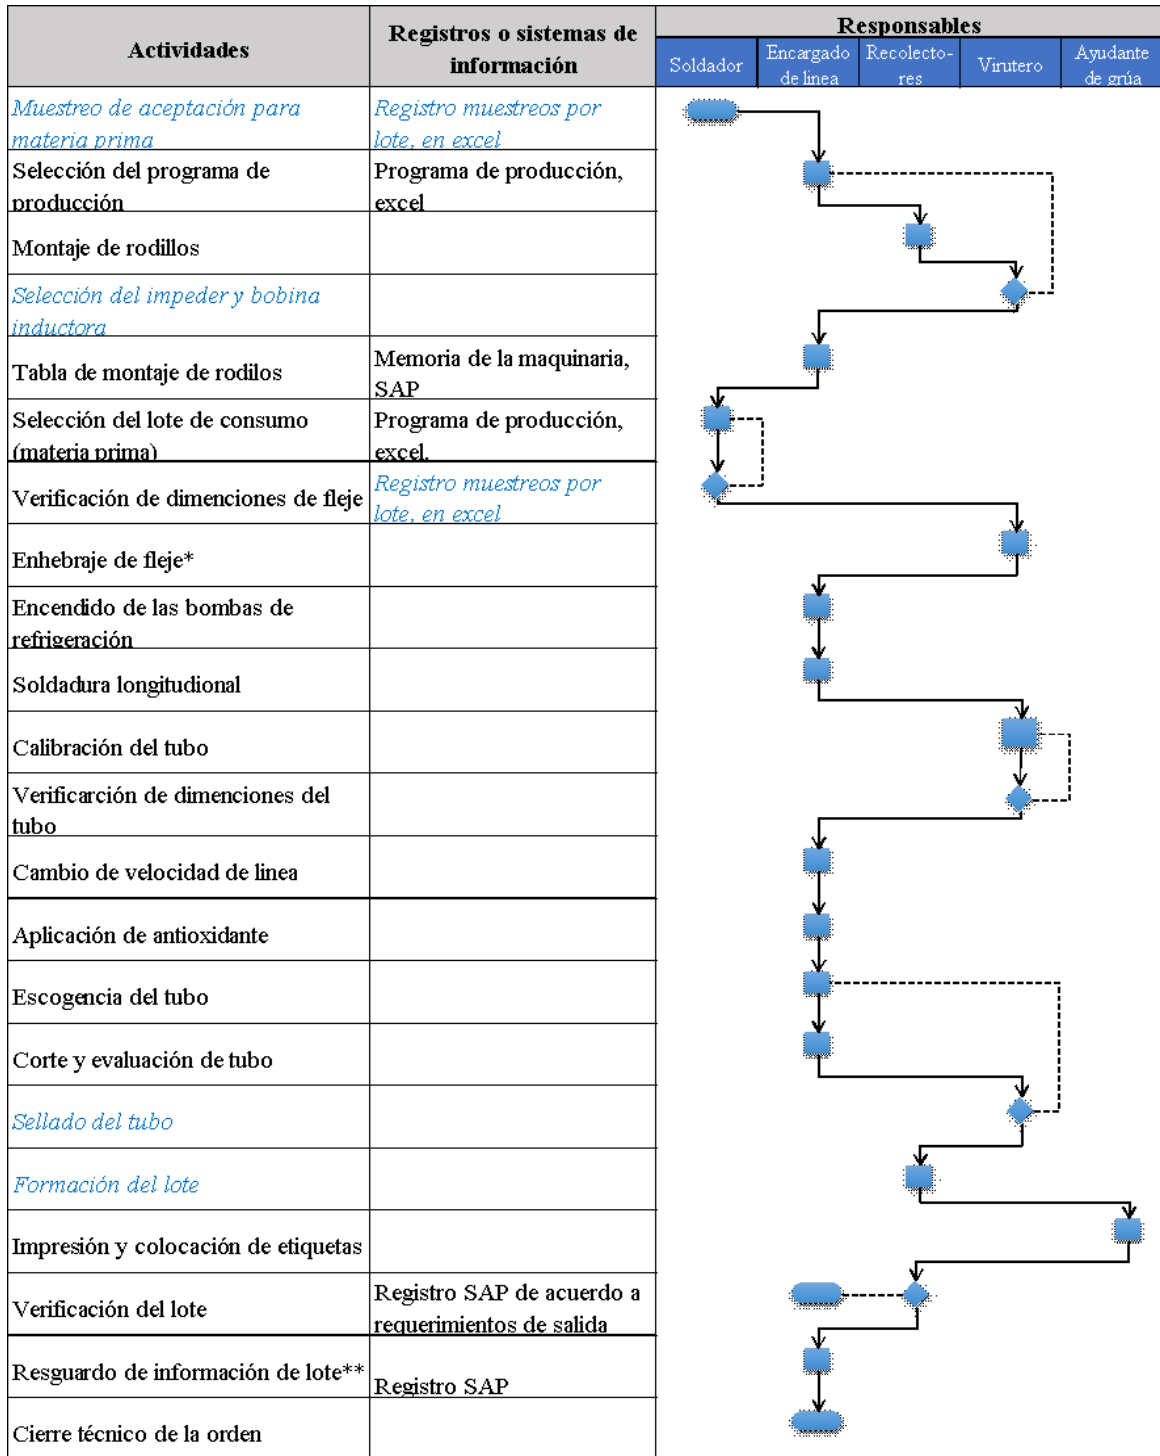 Actividades
Registros o sistemas de
información
Responsables
Soldador
Encargado
de linea
Recolecto-
res
Virutero
Ayudante
de grúa
Muestreo de aceptación para
materia prima
Registro muestreos por
lote, en excel
Selección del programa de
producción
Programa de producción,
excel
Montaje de rodillos
Selección del impeder y bobina
inductora
Tabla de montaje de rodilos
Memoria de la maquinaria,
SAP
Selección del lote de consumo
(materia prima)
Programa de producción,
excel.
Verificación de dimenciones de fleje
Registro muestreos por
lote, en excel
Enhebraje de fleje*
Encendido de las bombas de
refrigeración
Soldadura longitudional
Calibración del tubo
Verificarción de dimenciones del
tubo
Cambio de velocidad de linea
Aplicación de antioxidante
Escogencia del tubo
Corte y evaluación de tubo
Sellado del tubo
Formación del lote
Impresión y colocación de etiquetas
Verificación del lote
Registro SAP de acuerdo a
requerimientos de salida
Resguardo de información de lote**
Registro SAP
Cierre técnico de la orden